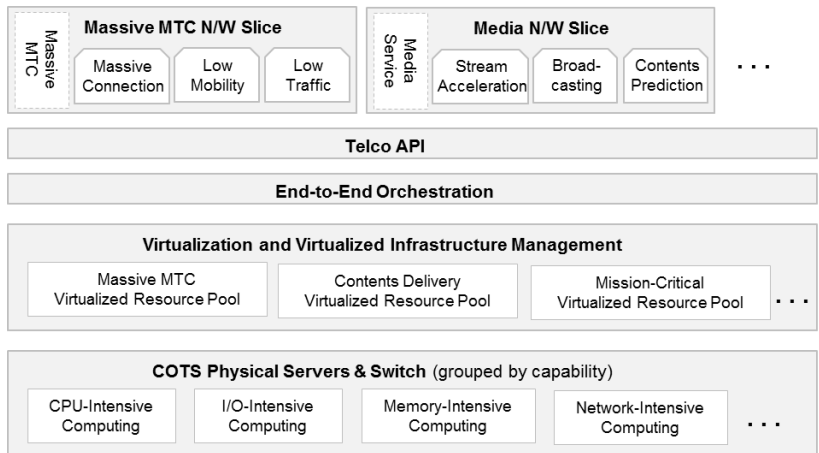 Massive MTC
Massive MTC N/W Slice
Massive
Connection
Low
Mobility
Low
Traffic
Media
Service
Media N/W Slice
Stream
Acceleration
Broad-
casting
Contents
Prediction
. . .
Telco API
End-to-End Orchestration
Virtualization and Virtualized Infrastructure Management
Massive MTC
Virtualized Resource Pool
Contents Delivery
Virtualized Resource Pool
Mission-Critical
Virtualized Resource Pool
. . .
COTS Physical Servers & Switch (grouped by capability)
CPU-Intensive
Computing
I/O-Intensive
Computing
Memory-Intensive
Computing
Network-Intensive
Computing
. . .